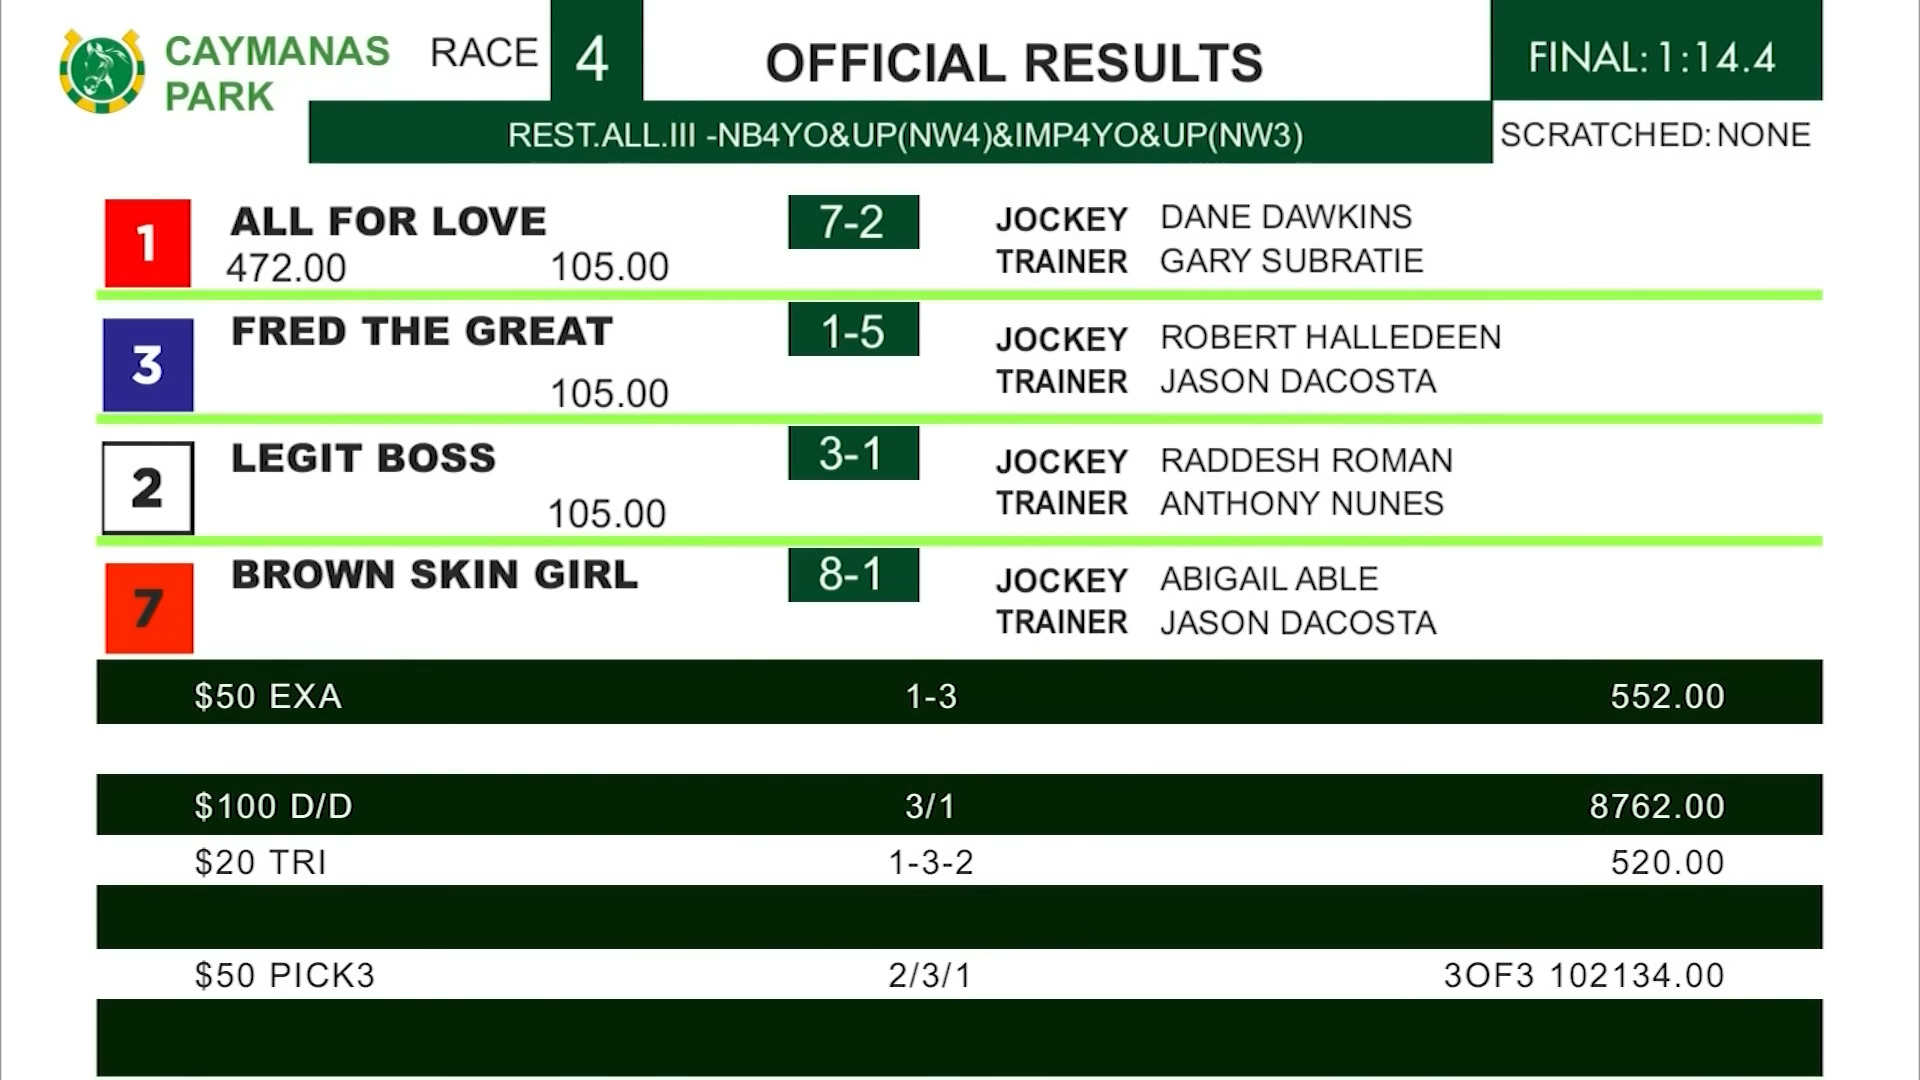 CAYMANAS PARK
RACE 4
OFFICIAL RESULTS
FINAL: 1:14.4
REST.ALL.III -NB4YO&UP(NW4)&IMP4YO&UP(NW3)
SCRATCHED: NONE
1 ALL FOR LOVE 7-2 JOCKEY DANE DAWKINS
472.00 105.00 TRAINER GARY SUBRATIE
3 FRED THE GREAT 1-5 JOCKEY ROBERT HALLEDEEN
105.00 TRAINER JASON DACOSTA
2 LEGIT BOSS 3-1 JOCKEY RADDESH ROMAN
105.00 TRAINER ANTHONY NUNES
7 BROWN SKIN GIRL 8-1 JOCKEY ABIGAIL ABLE
TRAINER JASON DACOSTA
$50 EXA 1-3 552.00
$100 D/D 3/1 8762.00
$20 TRI 1-3-2 520.00
$50 PICK3 2/3/1 3OF3 102134.00